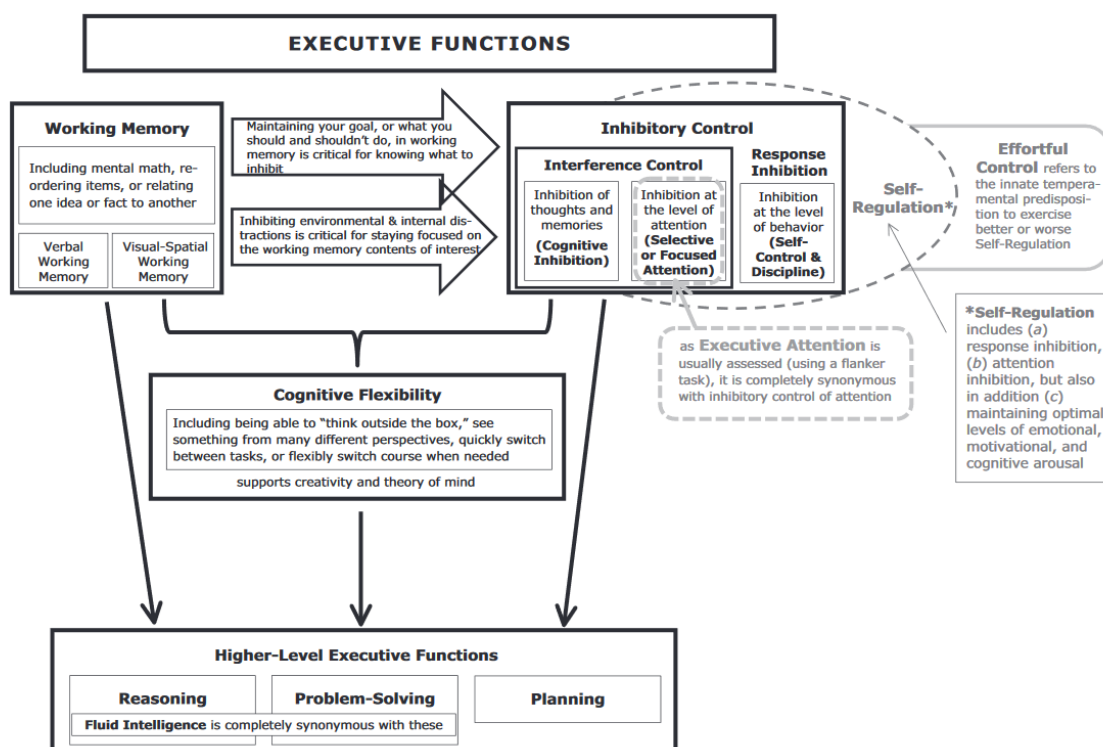 EXECUTIVE FUNCTIONS
Working Memory
Including mental math, re-
ordering items, or relating
one idea or fact to another
Verbal
Working
Memory
Visual-Spatial
Working
Memory
Maintaining your goal, or what you
should and shouldn't do, in working
memory is critical for knowing what to
inhibit
Inhibiting environmental & internal dis-
tractions is critical for staying focused on
the working memory contents of interest
Inhibitory Control
Interference Control
Inhibition of
thoughts and
memories
(Cognitive
Inhibition)
Inhibition at
the level of
attention
(Selective
or Focused
Attention)
Response
Inhibition
Inhibition
at the level
of behavior
(Self-
Control &
Discipline)
Self-
Regulation*
Effortful
Control refers to
the innate tempera-
mental predisposi-
tion to exercise
better or worse
Self-Regulation
as Executive Attention is
usually assessed (using a flanker
task), it is completely synonymous
with inhibitory control of attention
*Self-Regulation
includes (a)
response inhibition,
(b) attention
inhibition, but also
in addition (c)
maintaining optimal
levels of emotional,
motivational, and
cognitive arousal
Cognitive Flexibility
Including being able to "think outside the box," see
something from many different perspectives, quickly switch
between tasks, or flexibly switch course when needed
supports creativity and theory of mind
Higher-Level Executive Functions
Reasoning
Problem-Solving
Planning
Fluid Intelligence is completely synonymous with these